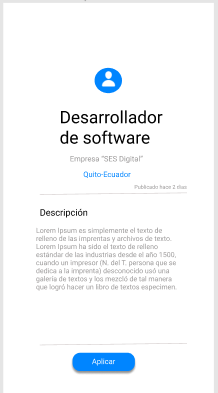 Desarrollador
de software
Empresa “SES Digital”
Quito-Ecuador
Publicado hace 2 días
Descripción
Lorem Ipsum es simplemente el texto de
relleno de las imprentas y archivos de texto.
Lorem Ipsum ha sido el texto de relleno
estándar de las industrias desde el año 1500,
cuando un impresor (N. del T. persona que se
dedica a la imprenta) desconocido usó una
galería de textos y los mezcló de tal manera
que logró hacer un libro de textos especimen.
Aplicar